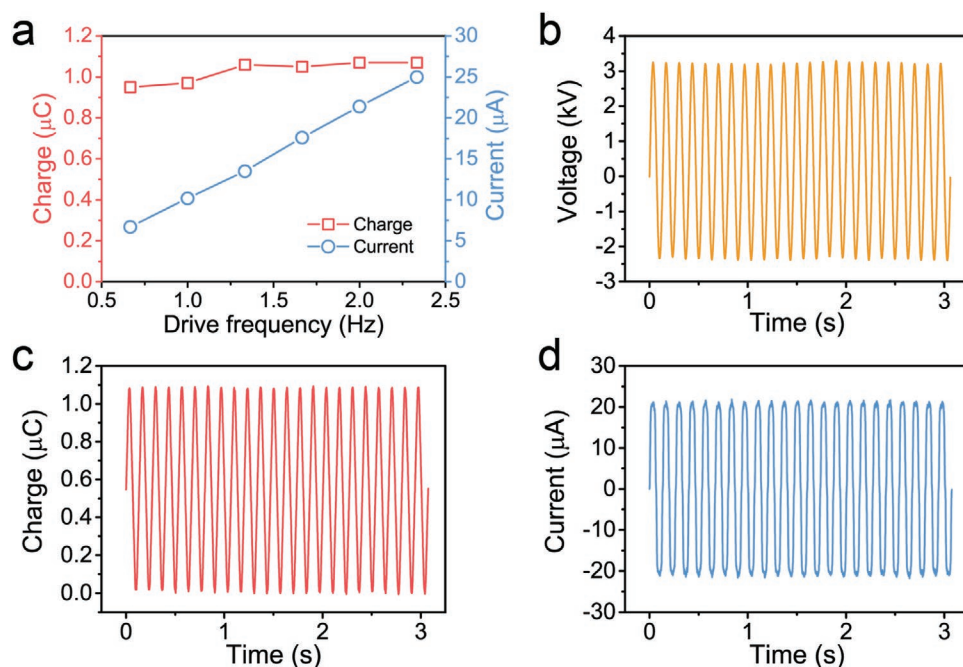 a
1.2
1.0
0.8
0.6
0.4
0.2
0.0
Charge (μC)
30
25
20
15
10
5
0
Current (μA)
Charge
Current
0.5 1.0 1.5 2.0 2.5
Drive frequency (Hz)
b
4
3
2
1
0
-1
-2
-3
Voltage (kV)
0 1 2 3
Time (s)
c
1.2
1.0
0.8
0.6
0.4
0.2
0.0
Charge (μC)
0 1 2 3
Time (s)
d
30
20
10
0
-10
-20
-30
Current (μA)
0 1 2 3
Time (s)